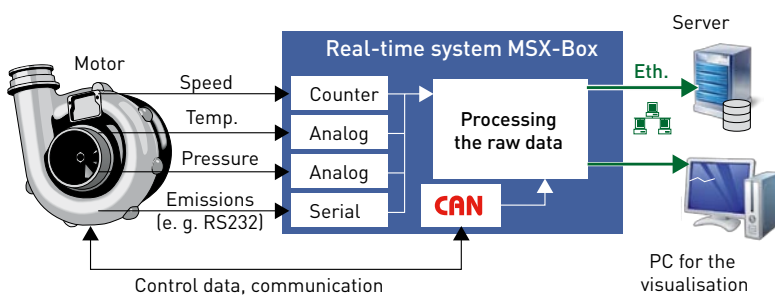 Server
Real-time system MSX-Box
Motor
Eth.
Speed
Counter
Temp.
Analog
Processing
the raw data
Pressure
Analog
Emissions
(e. g. RS232)
Serial
CAN
PC for the
visualisation
Control data, communication